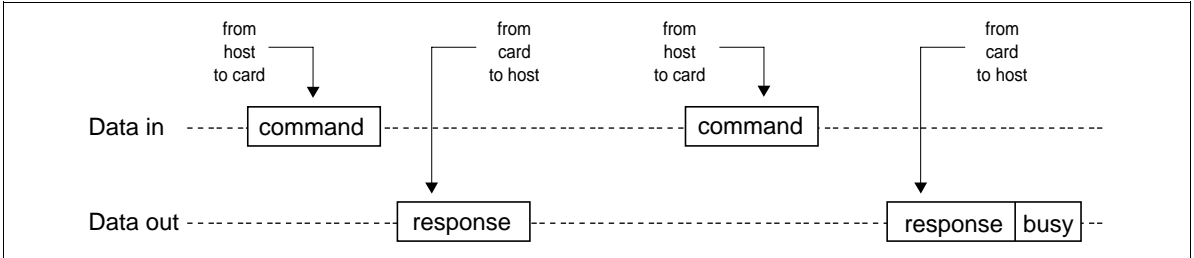 from
host
to card
from
card
to host
from
host
to card
from
card
to host
Data in
command
command
Data out
response
response
busy